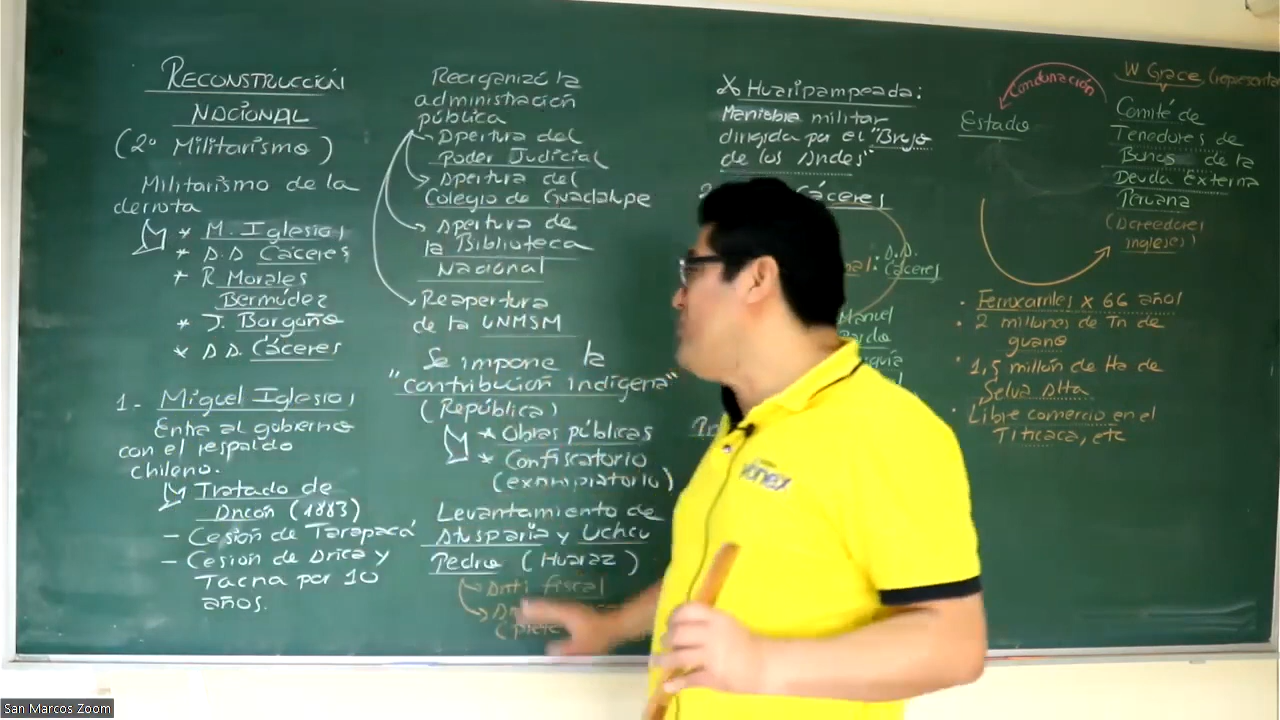 RECONSTRUCCIÓN
NACIONAL
(2º Militarismo)
Militarismo de la
derrota
* M. Iglesias
* A.A Cáceres
* R Morales
Bermúdez
* J. Borgoño
* A.A. Cáceres
1- Miguel Iglesias
Entra al gobierno
con el respaldo
chileno.
Tratado de
Ancón (1883)
- Cesión de Tarapacá
- Cesión de Arica y
Tacna por 10
años.
Reorganizó la
administración
pública
Apertura del
Poder Judicial
Apertura del
Colegio de Guadalupe
Apertura de
la Biblioteca
Nacional
Reapertura
de la UNMSM
Se impone la
"contribución indígena"
(República)
* Obras públicas
* Confiscatorio
Levantamiento de
Atusparia y Uchcu
Pedro (Huaraz)
Anti fiscal
Huaripampeada:
Maniobra militar
dirigida por el "Brujo
de los Andes"
Cáceres
A.A.
Cáceres
Manuel
Estado
Condonación
W Grace
Comité de
Tenedores de
Bonos de la
Deuda externa
Peruana
(Acreedores
ingleses)
• Ferrocarriles x 66 años
• 2 millones de Tn de
guano
• 1,5 millón de Ha de
Selva Alta
• Libre comercio en el
Titicaca, etc
Vonex
San Marcos Zoom